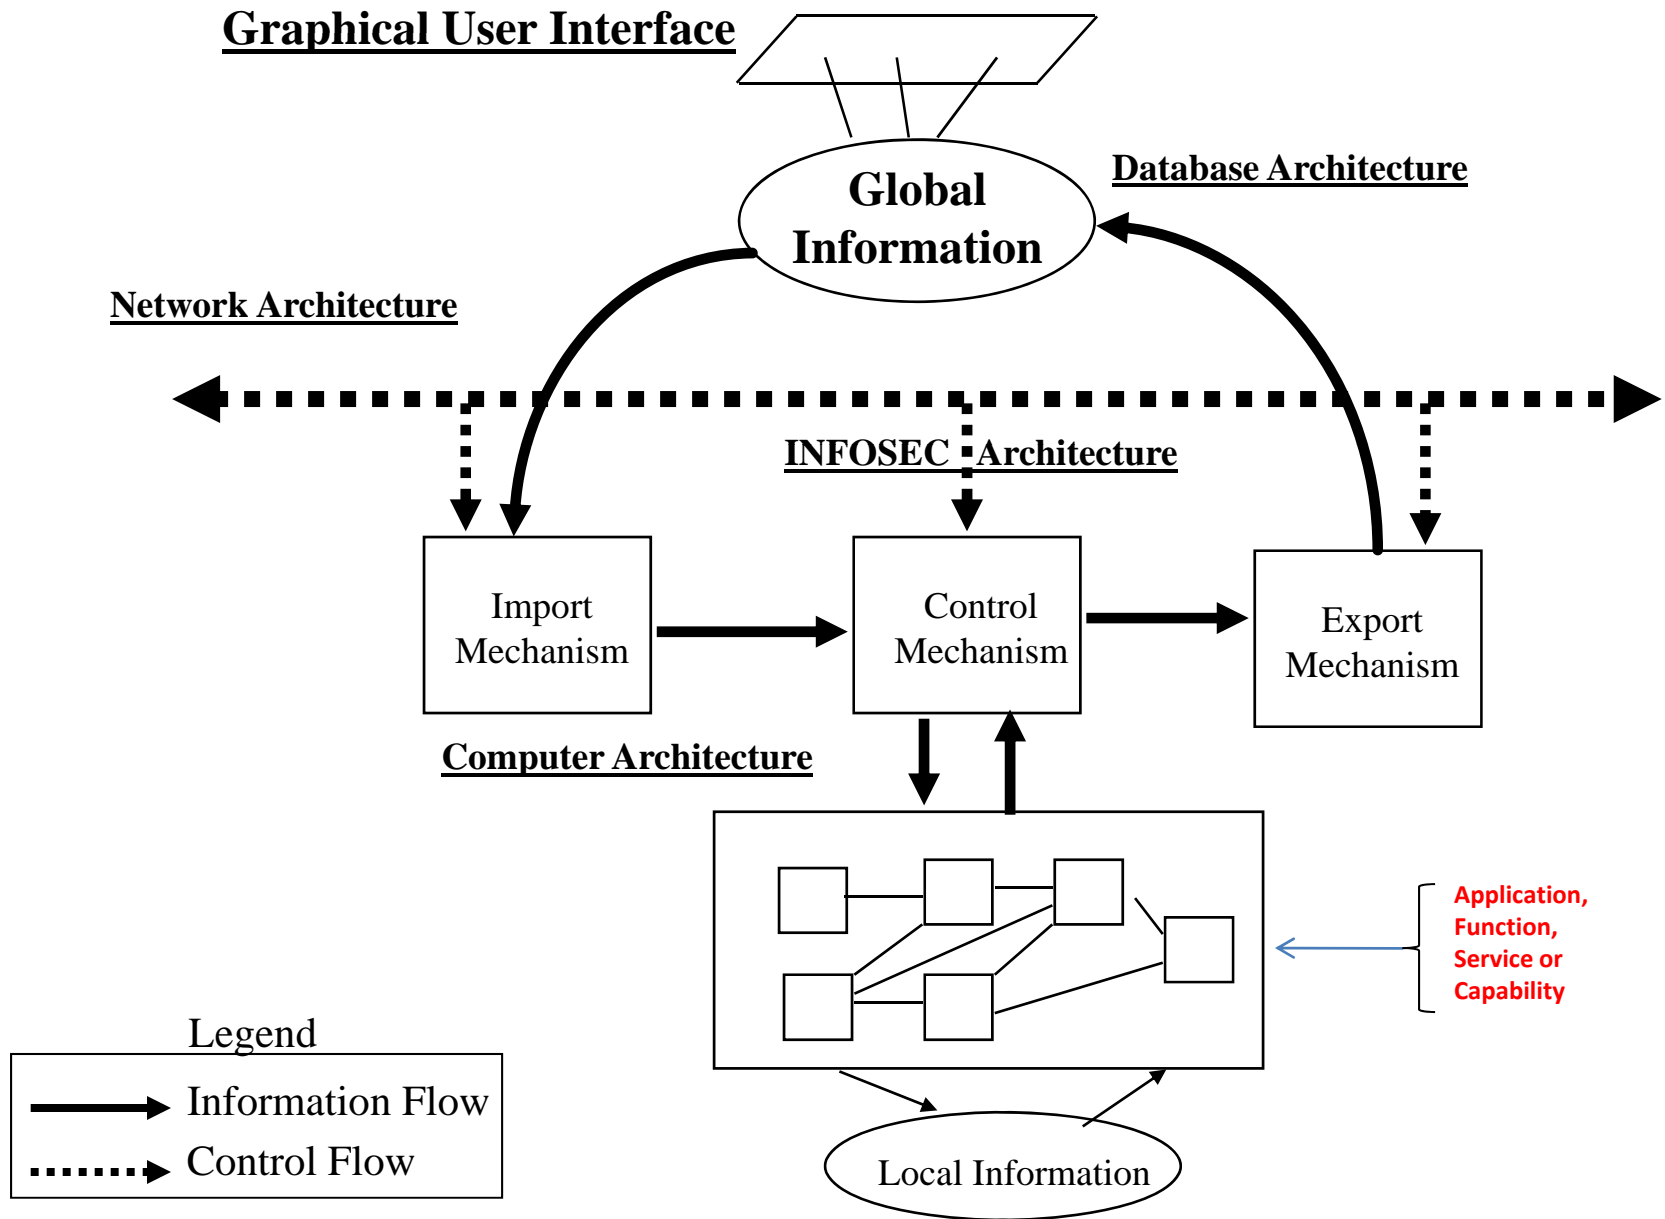 Graphical User Interface
Global
Information
Database Architecture
Network Architecture
INFOSEC Architecture
Import
Mechanism
Control
Mechanism
Export
Mechanism
Computer Architecture
Application,
Function,
Service or
Capability
Legend
Information Flow
Control Flow
Local Information